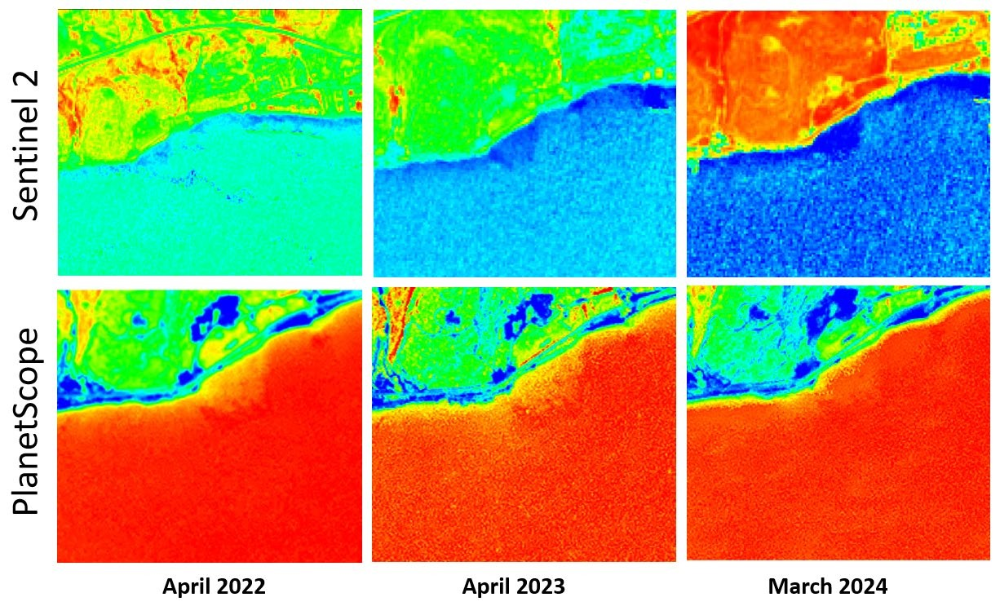 Sentinel 2
PlanetScope
April 2022
April 2023
March 2024